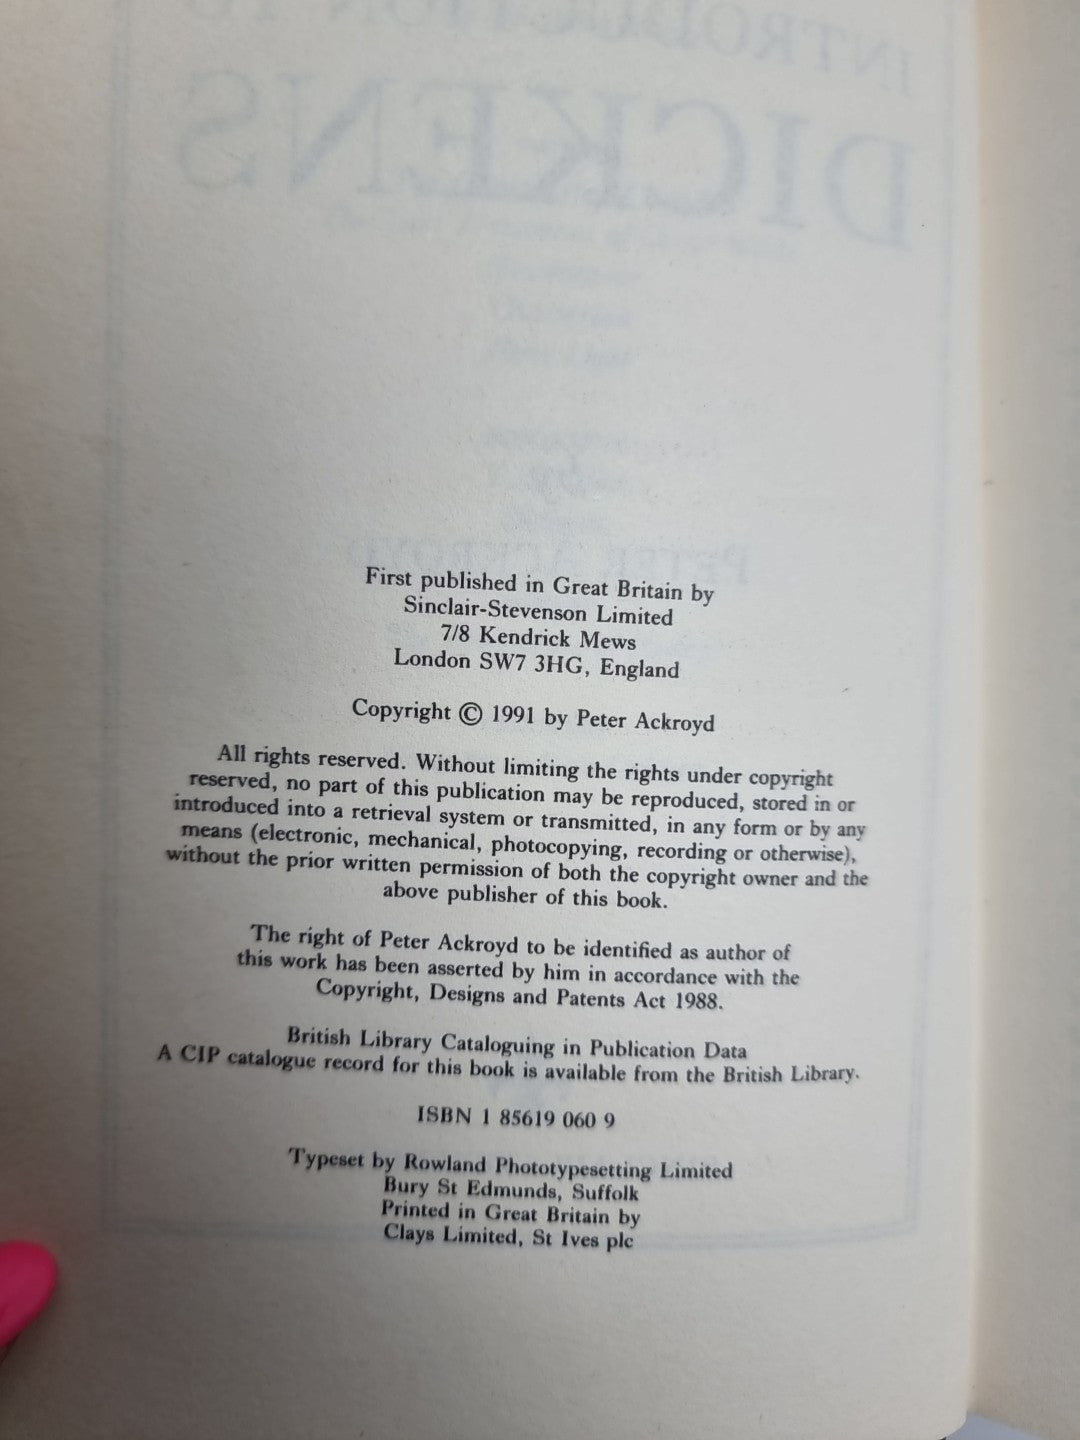 INTRODUCTION TO
DICKENS
by
PETER ACKROYD
First published in Great Britain by
Sinclair-Stevenson Limited
7/8 Kendrick Mews
London SW7 3HG, England
Copyright © 1991 by Peter Ackroyd
All rights reserved. Without limiting the rights under copyright
reserved, no part of this publication may be reproduced, stored in or
introduced into a retrieval system or transmitted, in any form or by any
means (electronic, mechanical, photocopying, recording or otherwise),
without the prior written permission of both the copyright owner and the
above publisher of this book.
The right of Peter Ackroyd to be identified as author of
this work has been asserted by him in accordance with the
Copyright, Designs and Patents Act 1988.
British Library Cataloguing in Publication Data
A CIP catalogue record for this book is available from the British Library.
ISBN 1 85619 060 9
Typeset by Rowland Phototypesetting Limited
Bury St Edmunds, Suffolk
Printed in Great Britain by
Clays Limited, St Ives plc